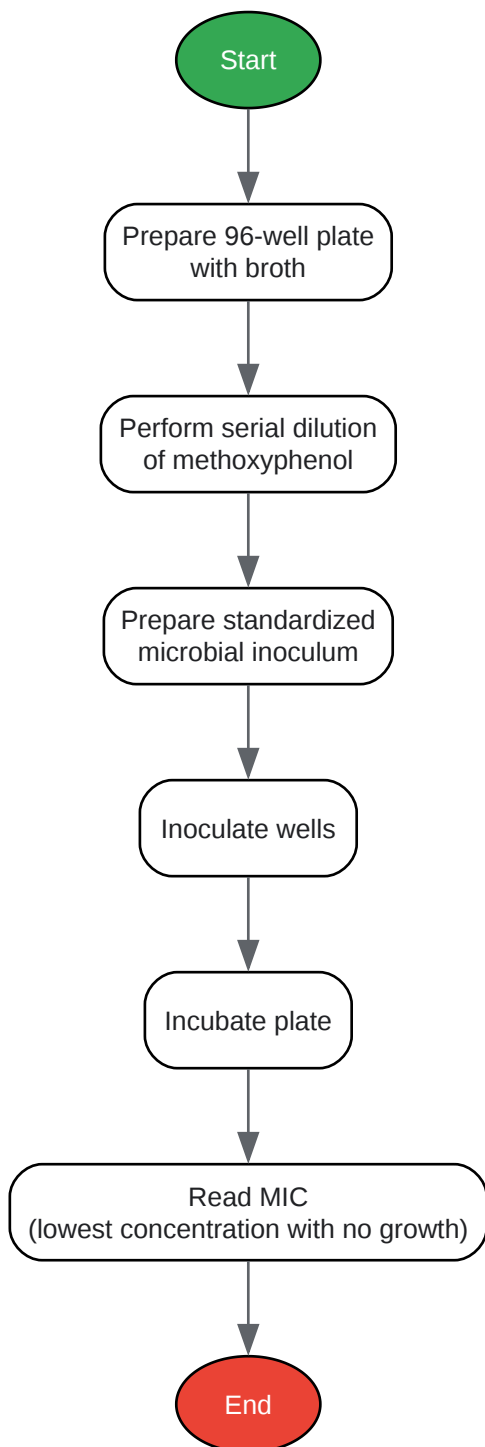 Start
Prepare 96-well plate
with broth
Perform serial dilution
of methoxyphenol
Prepare standardized
microbial inoculum
Inoculate wells
Incubate plate
Read MIC
(lowest concentration with no growth)
End